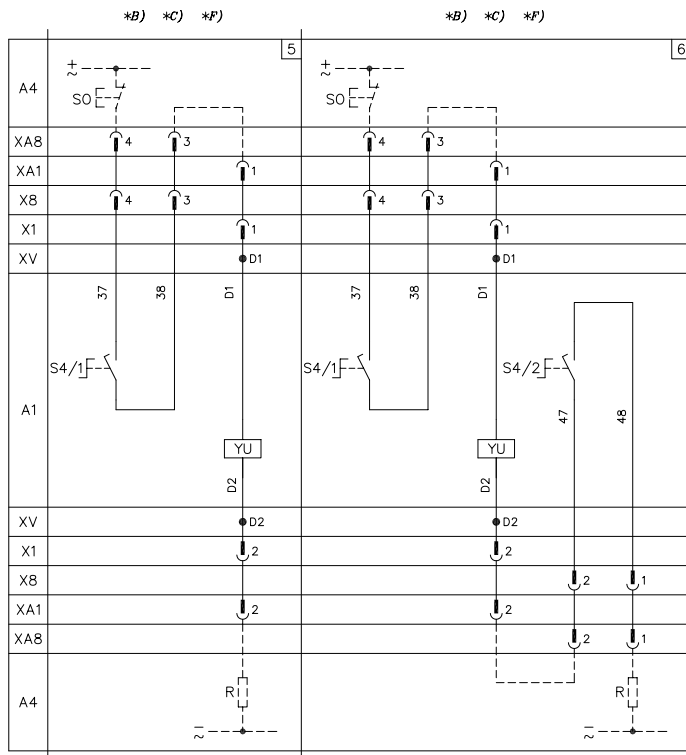 *B) *C) *F) *B) *C) *F)
5 6
+ ~ + ~
A4 S0 S0
XA8 4 3 4 3
XA1 1 1
X8 4 3 4 3
X1 1 1
XV D1 D1
37 38 D1 37 38 D1
S4/1 S4/1 S4/2
A1 47 48
YU YU
D2 D2
XV D2 D2
X1 2 2
X8 2 1
XA1 2 2
XA8 2 1
A4 R R
− ~ − ~